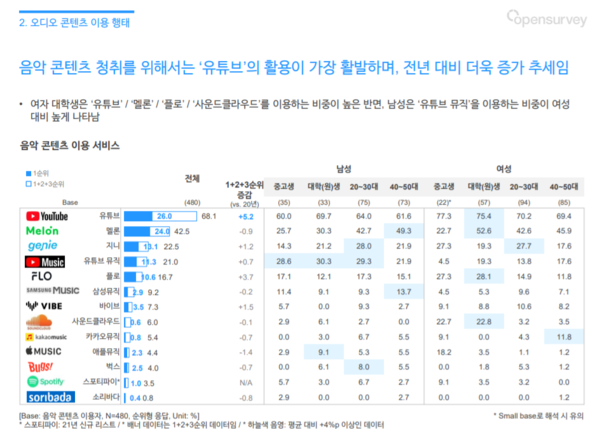 2. 오디오 콘텐츠 이용 행태
opensurvey
음악 콘텐츠 청취를 위해서는 ‘유튜브’의 활용이 가장 활발하며, 전년 대비 더욱 증가 추세임
• 여자 대학생은 ‘유튜브’ / ‘멜론’ / ‘플로’ / ‘사운드클라우드’를 이용하는 비중이 높은 반면, 남성은 ‘유튜브 뮤직’을 이용하는 비중이 여성
대비 높게 나타남
음악 콘텐츠 이용 서비스
1순위
1+2+3순위
전체 1+2+3순위 증감 (vs. 20년) 남성 여성
중고생 대학(원)생 20~30대 40~50대 중고생 대학(원)생 20~30대 40~50대
Base (480) (35) (33) (75) (55) (22)* (57) (94) (85)
YouTube 유튜브 26.0 68.1 +5.2 60.0 69.7 64.0 61.6 77.3 75.4 70.2 69.4
Melon 멜론 24.0 42.5 -0.9 25.7 30.3 42.7 49.3 22.7 52.6 42.6 45.9
genie 지니 13.1 22.5 +1.2 14.3 21.2 28.0 21.9 27.3 19.3 27.7 17.6
Music 유튜브 뮤직 11.3 21.0 +0.7 28.6 30.3 29.3 21.9 4.5 19.3 13.8 17.6
FLO 플로 10.6 16.7 +3.7 17.1 12.1 17.3 15.1 27.3 28.1 14.9 11.8
SAMSUNG Music 삼성뮤직 2.9 9.2 -0.2 11.4 9.1 9.3 13.7 4.5 5.3 9.6 7.1
VIBE 바이브 3.5 7.3 +1.5 5.7 0.0 9.3 2.7 9.1 8.8 10.6 8.2
사운드클라우드 0.6 6.0 -0.1 2.9 6.1 2.7 0.0 22.7 22.8 3.2 3.5
kakaomusic 카카오뮤직 0.8 5.4 -0.7 0.0 3.0 6.7 5.5 9.1 0.0 4.3 11.8
MUSIC 애플뮤직 2.3 4.4 -1.4 2.9 9.1 5.3 5.5 18.2 3.5 1.1 1.2
Bugs! 벅스 2.5 4.0 -0.7 0.0 6.1 8.0 5.5 0.0 1.8 5.3 1.2
Spotify 스포티파이* 1.0 3.5 N/A 5.7 3.0 6.7 2.7 9.1 3.5 3.2 0.0
soribada 소리바다 0.4 0.8 -0.8 2.9 0.0 0.0 1.4 0.0 0.0 1.1 1.2
[Base: 음악 콘텐츠 이용자, N=480, 순위형 응답, Unit: %]
* Small base로 해석 시 유의
* 스포티파이: 21년 신규 리스트 / * 배너 데이터는 1+2+3순위 데이터임 / * 하늘색 음영: 평균 대비 +4%p 이상인 데이터